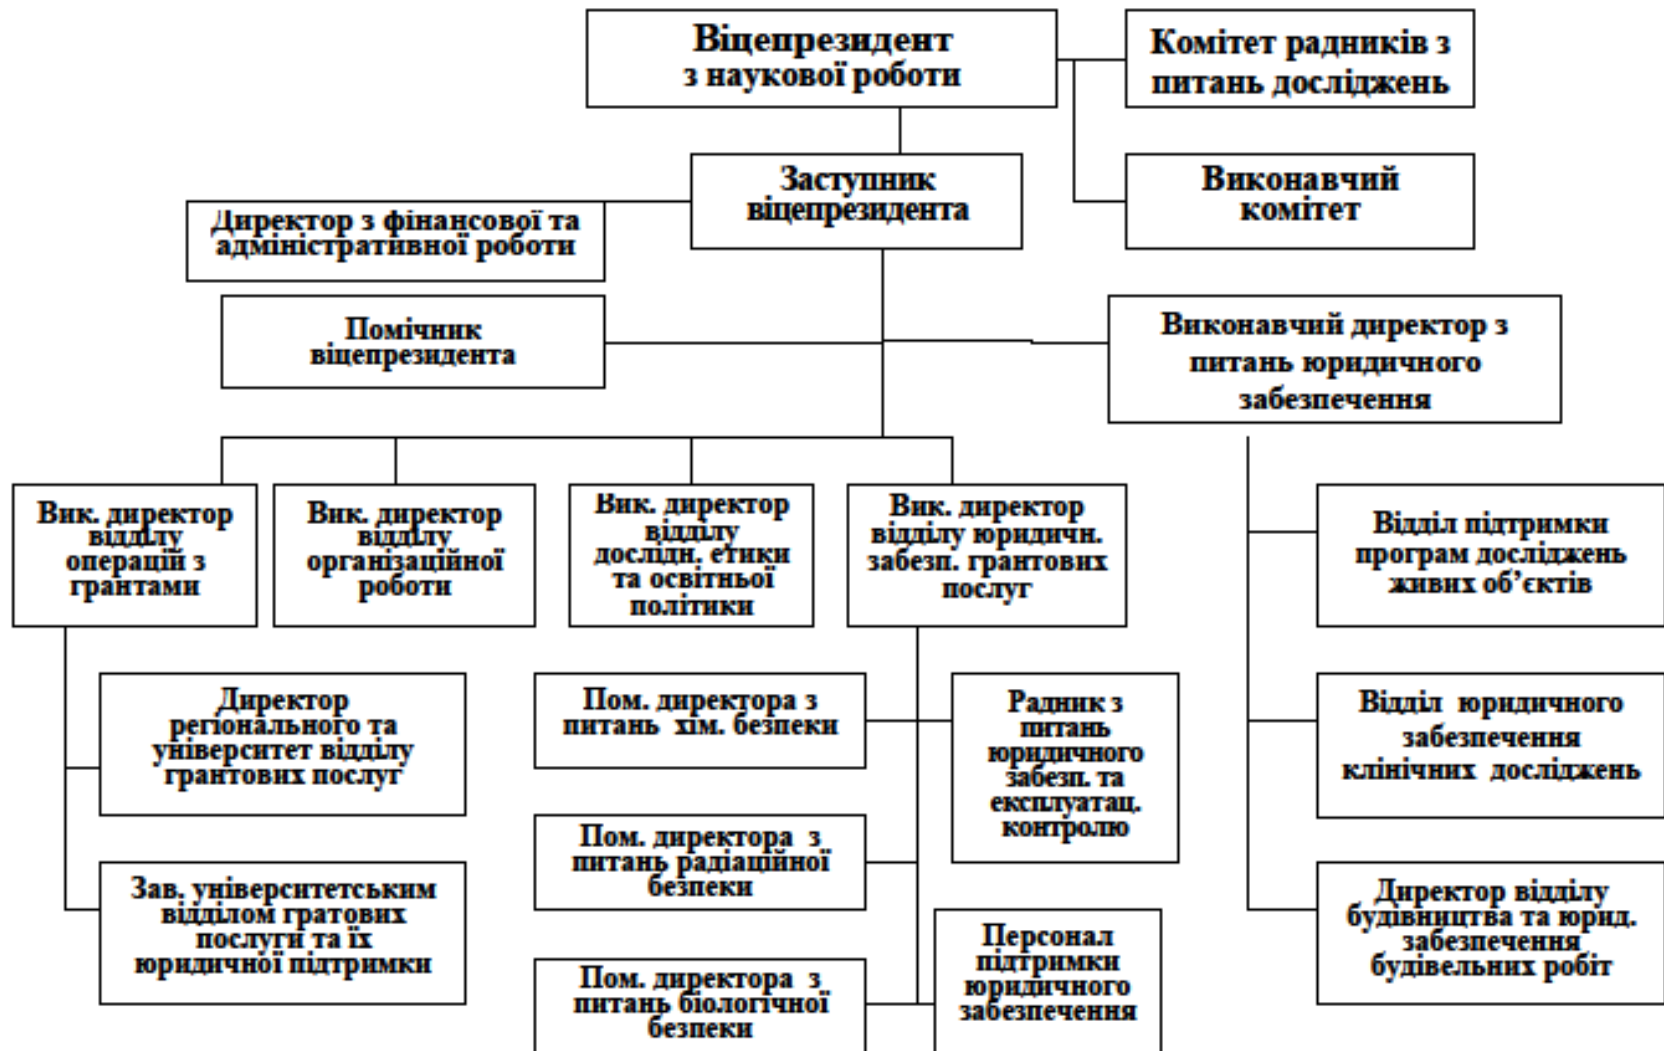 Віцепрезидент
з наукової роботи
Комітет радників з
питань досліджень
Заступник
віцепрезидента
Виконавчий
комітет
Директор з фінансової та
адміністративної роботи
Помічник
віцепрезидента
Виконавчий директор з
питань юридичного
забезпечення
Вик. директор
відділу
операцій з
грантами
Вик. директор
відділу
організаційної
роботи
Вик. директор
відділу
дослідн. етики
та освітньої
політики
Вик. директор
відділу юридичн.
забезп. грантових
послуг
Відділ підтримки
програм досліджень
живих об’єктів
Директор
регіонального та
університет відділу
грантових послуг
Пом. директора з
питань хім. безпеки
Радник з
питань
юридичного
забезп. та
експлуатац.
контролю
Відділ юридичного
забезпечення
клінічних досліджень
Пом. директора з
питань радіаційної
безпеки
Зав. університетським
відділом гратових
послуги та їх
юридичної підтримки
Директор відділу
будівництва та юрид.
забезпечення
будівельних робіт
Пом. директора з
питань біологічної
безпеки
Персонал
підтримки
юридичного
забезпечення